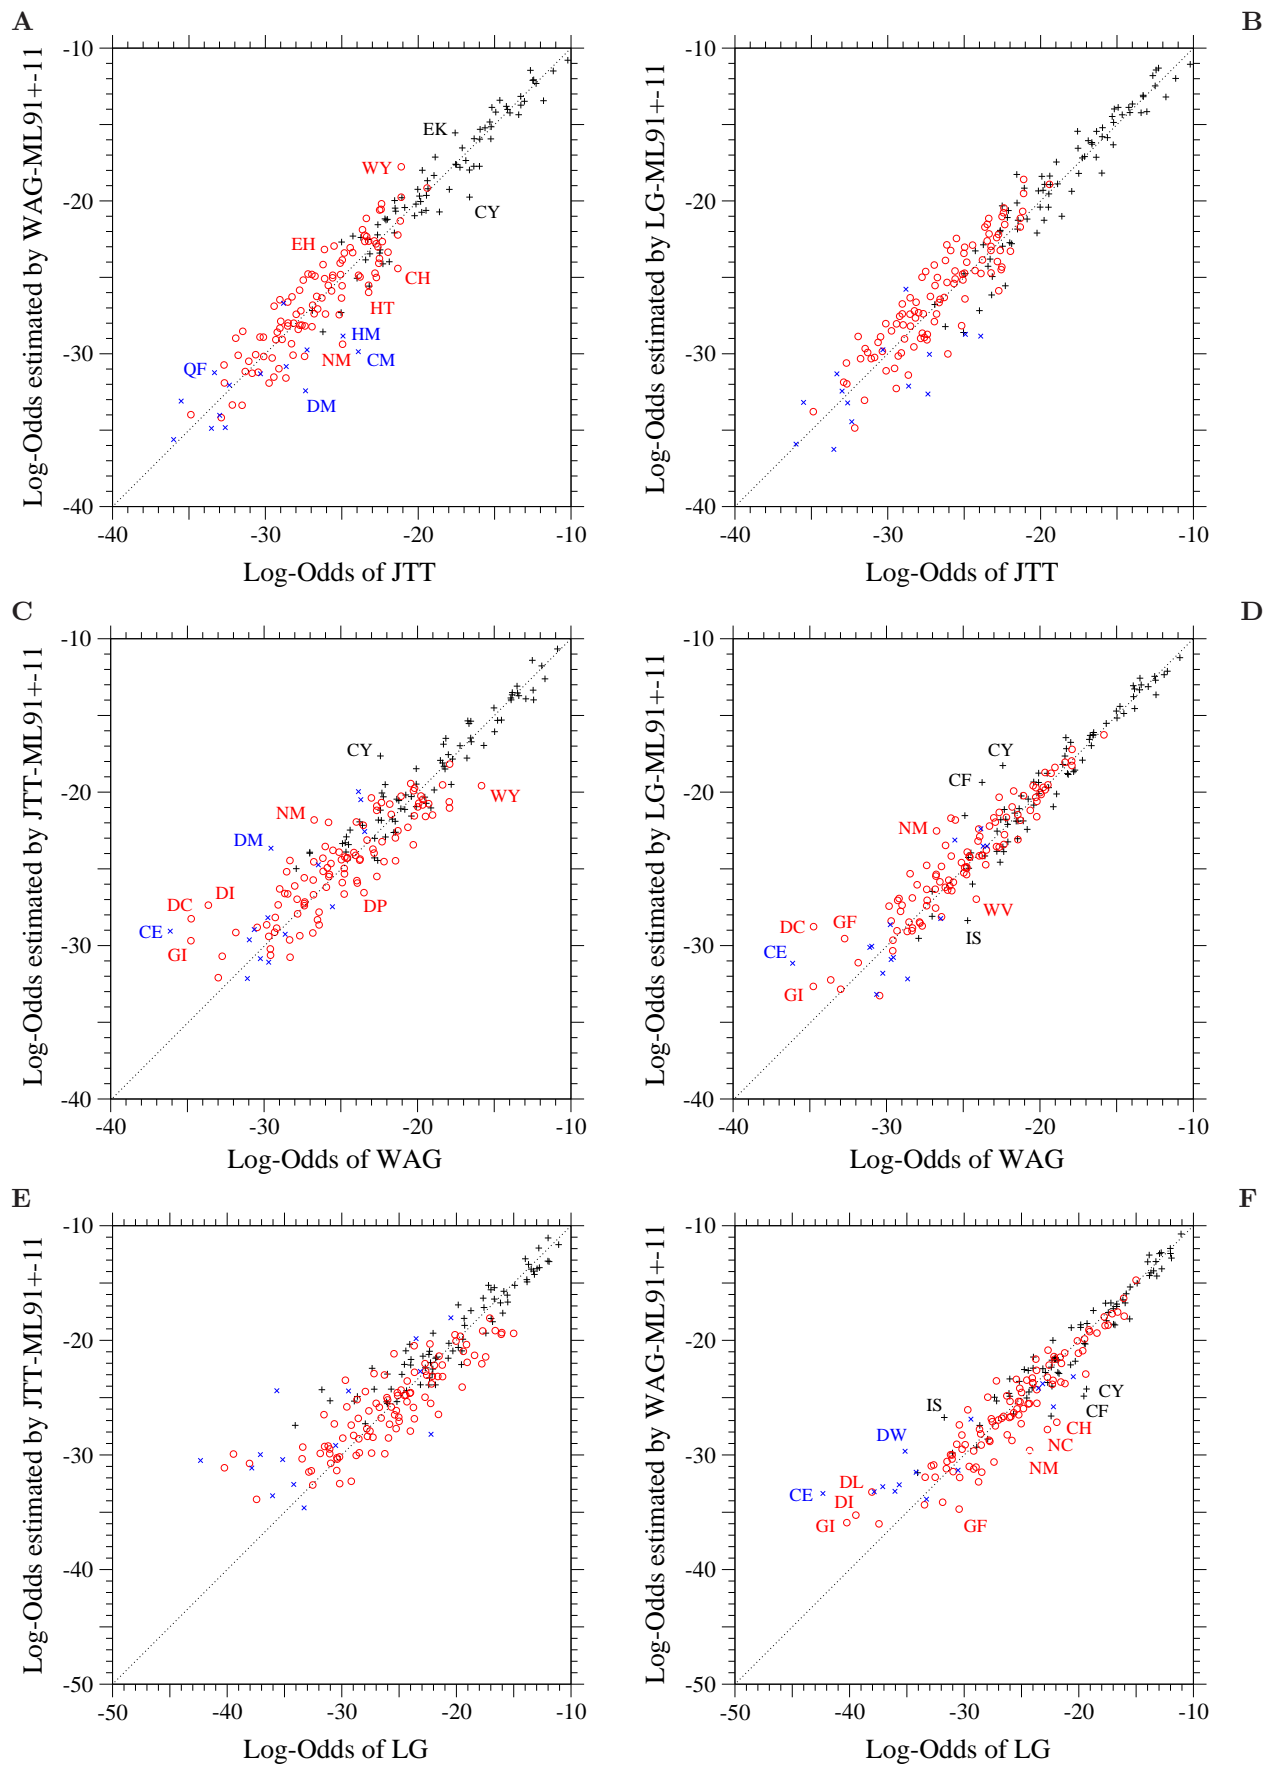 A
B
Log-Odds estimated by WAG-ML91+-11
-10
-20
-30
-40
-40
-30
-20
-10
Log-Odds of JTT
EK
WY
CY
EH
CH
HT
HM
NM
CM
QF
DM
Log-Odds estimated by LG-ML91+-11
-10
-20
-30
-40
-40
-30
-20
-10
Log-Odds of JTT
C
D
Log-Odds estimated by JTT-ML91+-11
-10
-20
-30
-40
-40
-30
-20
-10
Log-Odds of WAG
CY
WY
NM
DM
DI
DC
DP
CE
GI
Log-Odds estimated by LG-ML91+-11
-10
-20
-30
-40
-40
-30
-20
-10
Log-Odds of WAG
CY
CF
NM
WV
DC
GF
IS
CE
GI
E
F
Log-Odds estimated by JTT-ML91+-11
-10
-20
-30
-40
-50
-50
-40
-30
-20
-10
Log-Odds of LG
Log-Odds estimated by WAG-ML91+-11
-10
-20
-30
-40
-50
-50
-40
-30
-20
-10
Log-Odds of LG
CY
IS
CF
CH
DW
NC
NM
DL
CE
DI
GI
GF